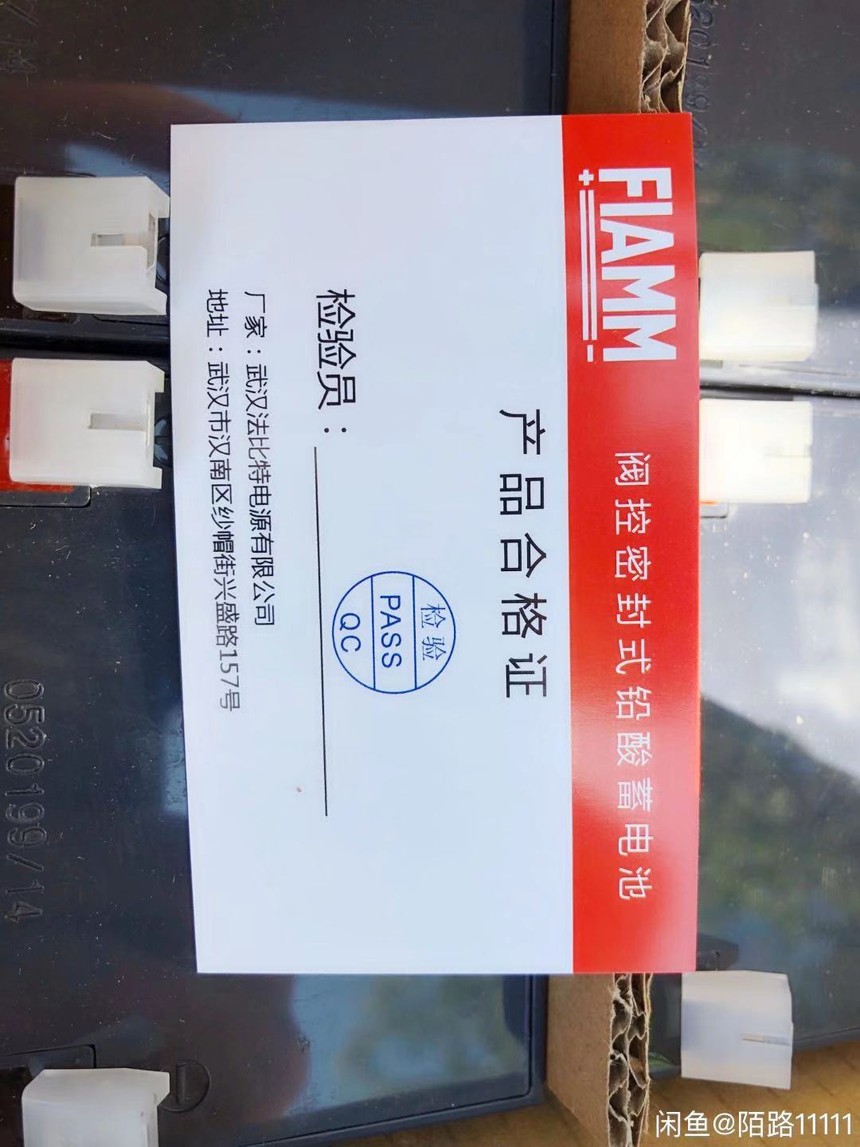 FIAMM
阀控密封式铅酸蓄电池
产品合格证
检验
PASS
QC
检验员：
厂家：武汉法比特电源有限公司
地址：武汉市汉南区纱帽街兴盛路157号
0520199/14
闲鱼@陌路11111